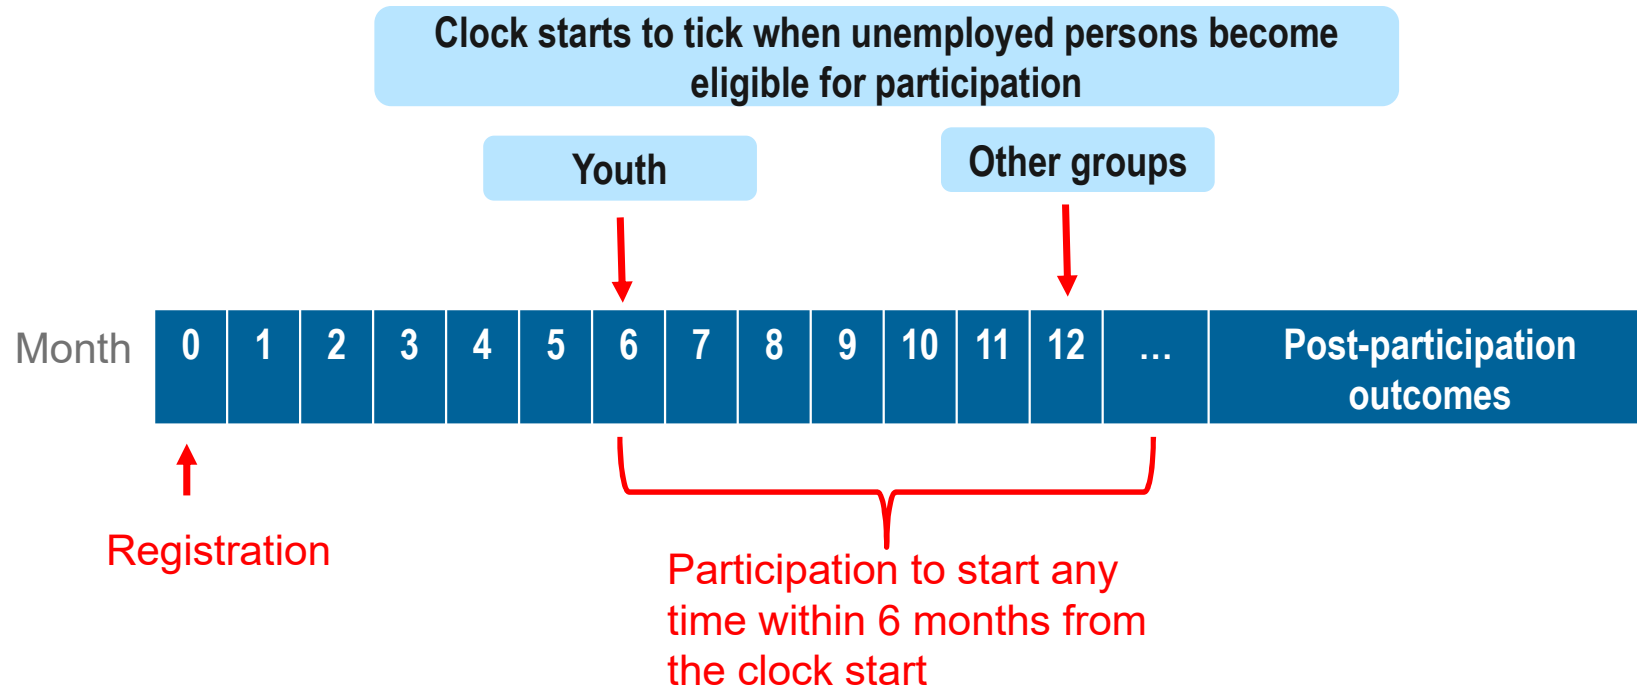 Clock starts to tick when unemployed persons become
eligible for participation
Youth
Other groups
Month 0 1 2 3 4 5 6 7 8 9 10 11 12 … Post-participation
outcomes
Registration
Participation to start any
time within 6 months from
the clock start